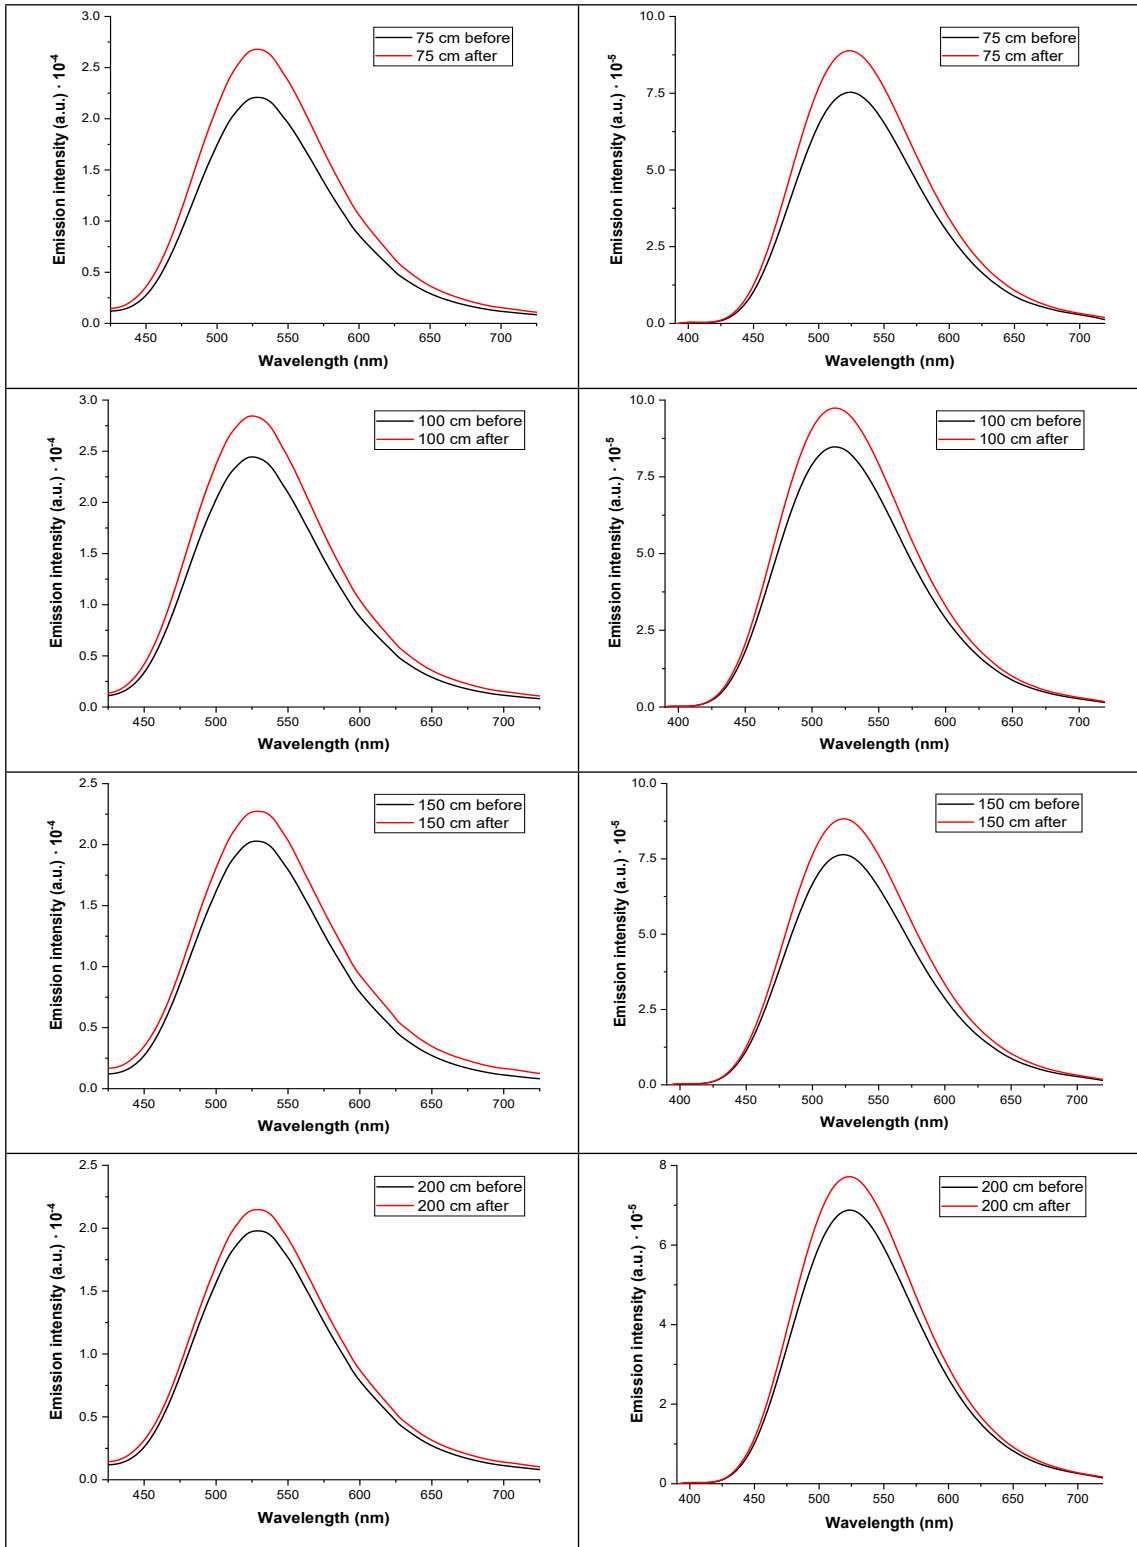 3.0
2.5
2.0
1.5
1.0
0.5
0.0
450 500 550 600 650 700
Wavelength (nm)
Emission intensity (a.u.) · 10⁻⁴
75 cm before
75 cm after
10.0
7.5
5.0
2.5
0.0
400 450 500 550 600 650 700
Wavelength (nm)
Emission intensity (a.u.) · 10⁻⁵
75 cm before
75 cm after
3.0
2.5
2.0
1.5
1.0
0.5
0.0
450 500 550 600 650 700
Wavelength (nm)
Emission intensity (a.u.) · 10⁻⁴
100 cm before
100 cm after
10.0
7.5
5.0
2.5
0.0
400 450 500 550 600 650 700
Wavelength (nm)
Emission intensity (a.u.) · 10⁻⁵
100 cm before
100 cm after
2.5
2.0
1.5
1.0
0.5
0.0
450 500 550 600 650 700
Wavelength (nm)
Emission intensity (a.u.) · 10⁻⁴
150 cm before
150 cm after
10.0
7.5
5.0
2.5
0.0
400 450 500 550 600 650 700
Wavelength (nm)
Emission intensity (a.u.) · 10⁻⁵
150 cm before
150 cm after
2.5
2.0
1.5
1.0
0.5
0.0
450 500 550 600 650 700
Wavelength (nm)
Emission intensity (a.u.) · 10⁻⁴
200 cm before
200 cm after
8
6
4
2
0
400 450 500 550 600 650 700
Wavelength (nm)
Emission intensity (a.u.) · 10⁻⁵
200 cm before
200 cm after